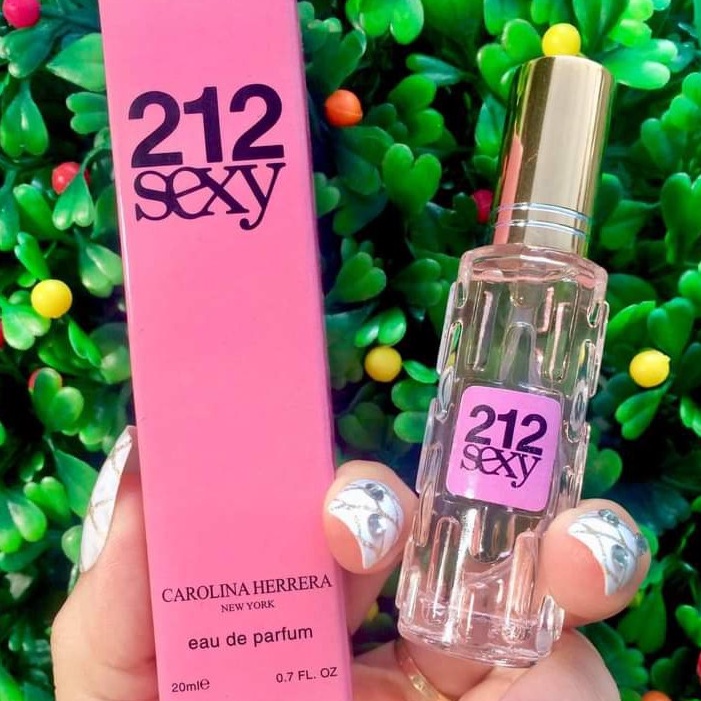 212
sexy
CAROLINA HERRERA
NEW YORK
eau de parfum
20ml℮ 0.7 FL. OZ
212
sexy